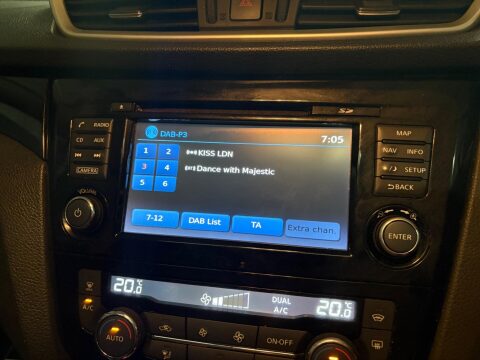 SD
DAB-P3 7:05
RADIO
CD AUX
CAMERA
VOLUME
1 2
3 4
5 6
KISS LDN
Dance with Majestic
7-12 DAB List TA Extra chan.
MAP
NAV INFO
SETUP
BACK
ENTER
20.0°C DUAL A/C 20.0°C
A/C
AUTO
ON·OFF